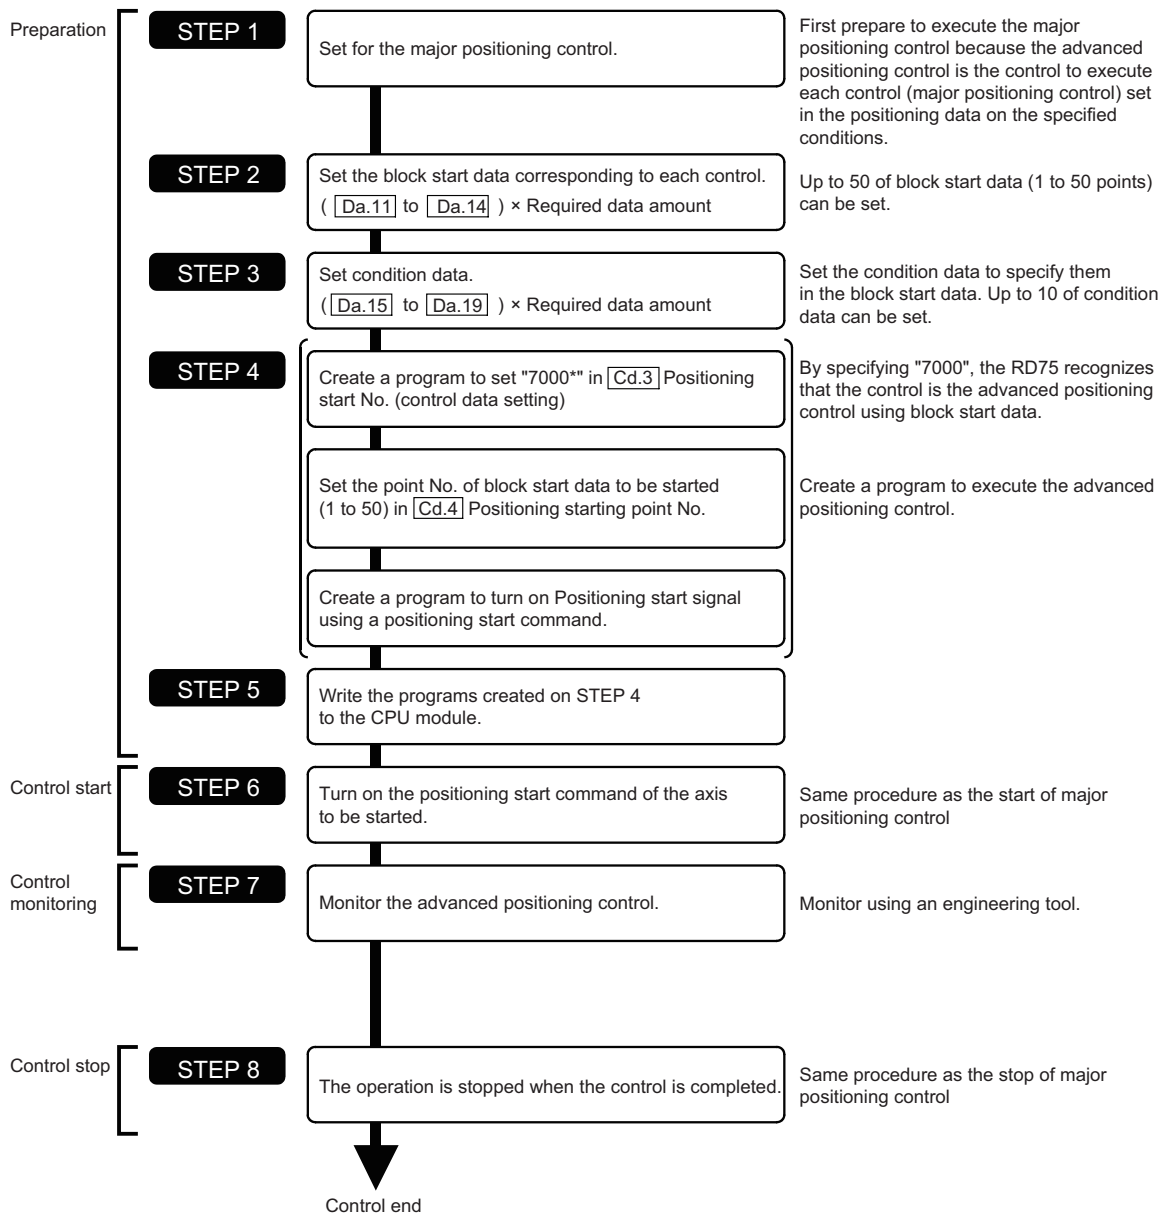 Preparation
STEP 1
Set for the major positioning control.
First prepare to execute the major
positioning control because the advanced
positioning control is the control to execute
each control (major positioning control) set
in the positioning data on the specified
conditions.
STEP 2
Set the block start data corresponding to each control.
( Da.11 to Da.14 ) × Required data amount
Up to 50 of block start data (1 to 50 points)
can be set.
STEP 3
Set condition data.
( Da.15 to Da.19 ) × Required data amount
Set the condition data to specify them
in the block start data. Up to 10 of condition
data can be set.
STEP 4
Create a program to set "7000*" in Cd.3 Positioning
start No. (control data setting)
By specifying "7000", the RD75 recognizes
that the control is the advanced positioning
control using block start data.
Set the point No. of block start data to be started
(1 to 50) in Cd.4 Positioning starting point No.
Create a program to execute the advanced
positioning control.
Create a program to turn on Positioning start signal
using a positioning start command.
STEP 5
Write the programs created on STEP 4
to the CPU module.
Control start
STEP 6
Turn on the positioning start command of the axis
to be started.
Same procedure as the start of major
positioning control
Control
monitoring
STEP 7
Monitor the advanced positioning control.
Monitor using an engineering tool.
Control stop
STEP 8
The operation is stopped when the control is completed.
Same procedure as the stop of major
positioning control
Control end